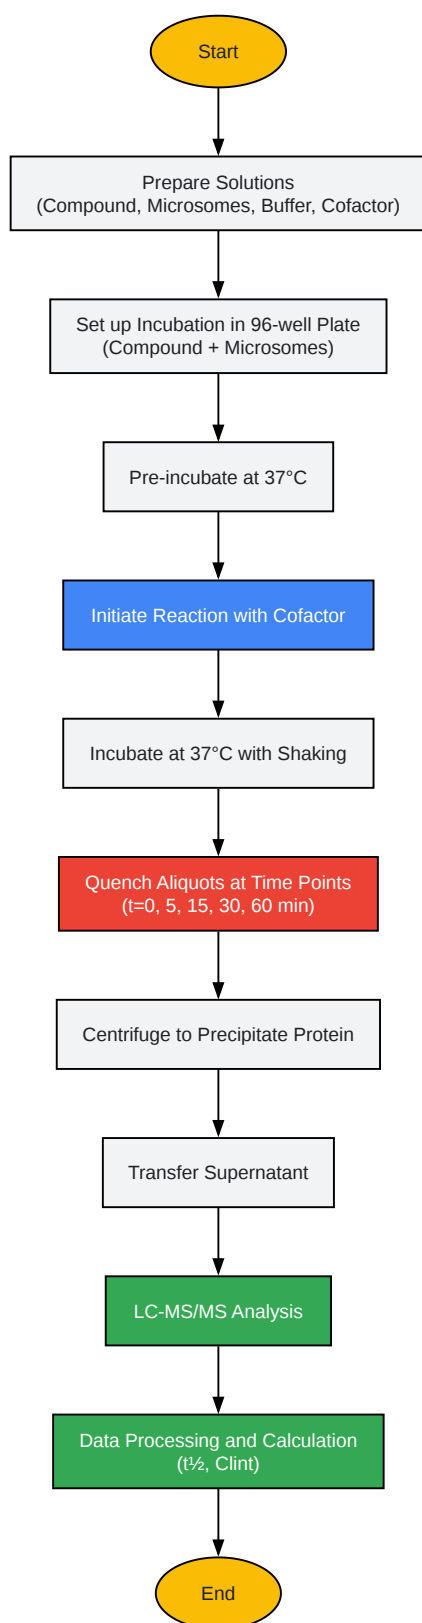 Start
Prepare Solutions
(Compound, Microsomes, Buffer, Cofactor)
Set up Incubation in 96-well Plate
(Compound + Microsomes)
Pre-incubate at 37°C
Initiate Reaction with Cofactor
Incubate at 37°C with Shaking
Quench Aliquots at Time Points
(t=0, 5, 15, 30, 60 min)
Centrifuge to Precipitate Protein
Transfer Supernatant
LC-MS/MS Analysis
Data Processing and Calculation
(t½, Clint)
End